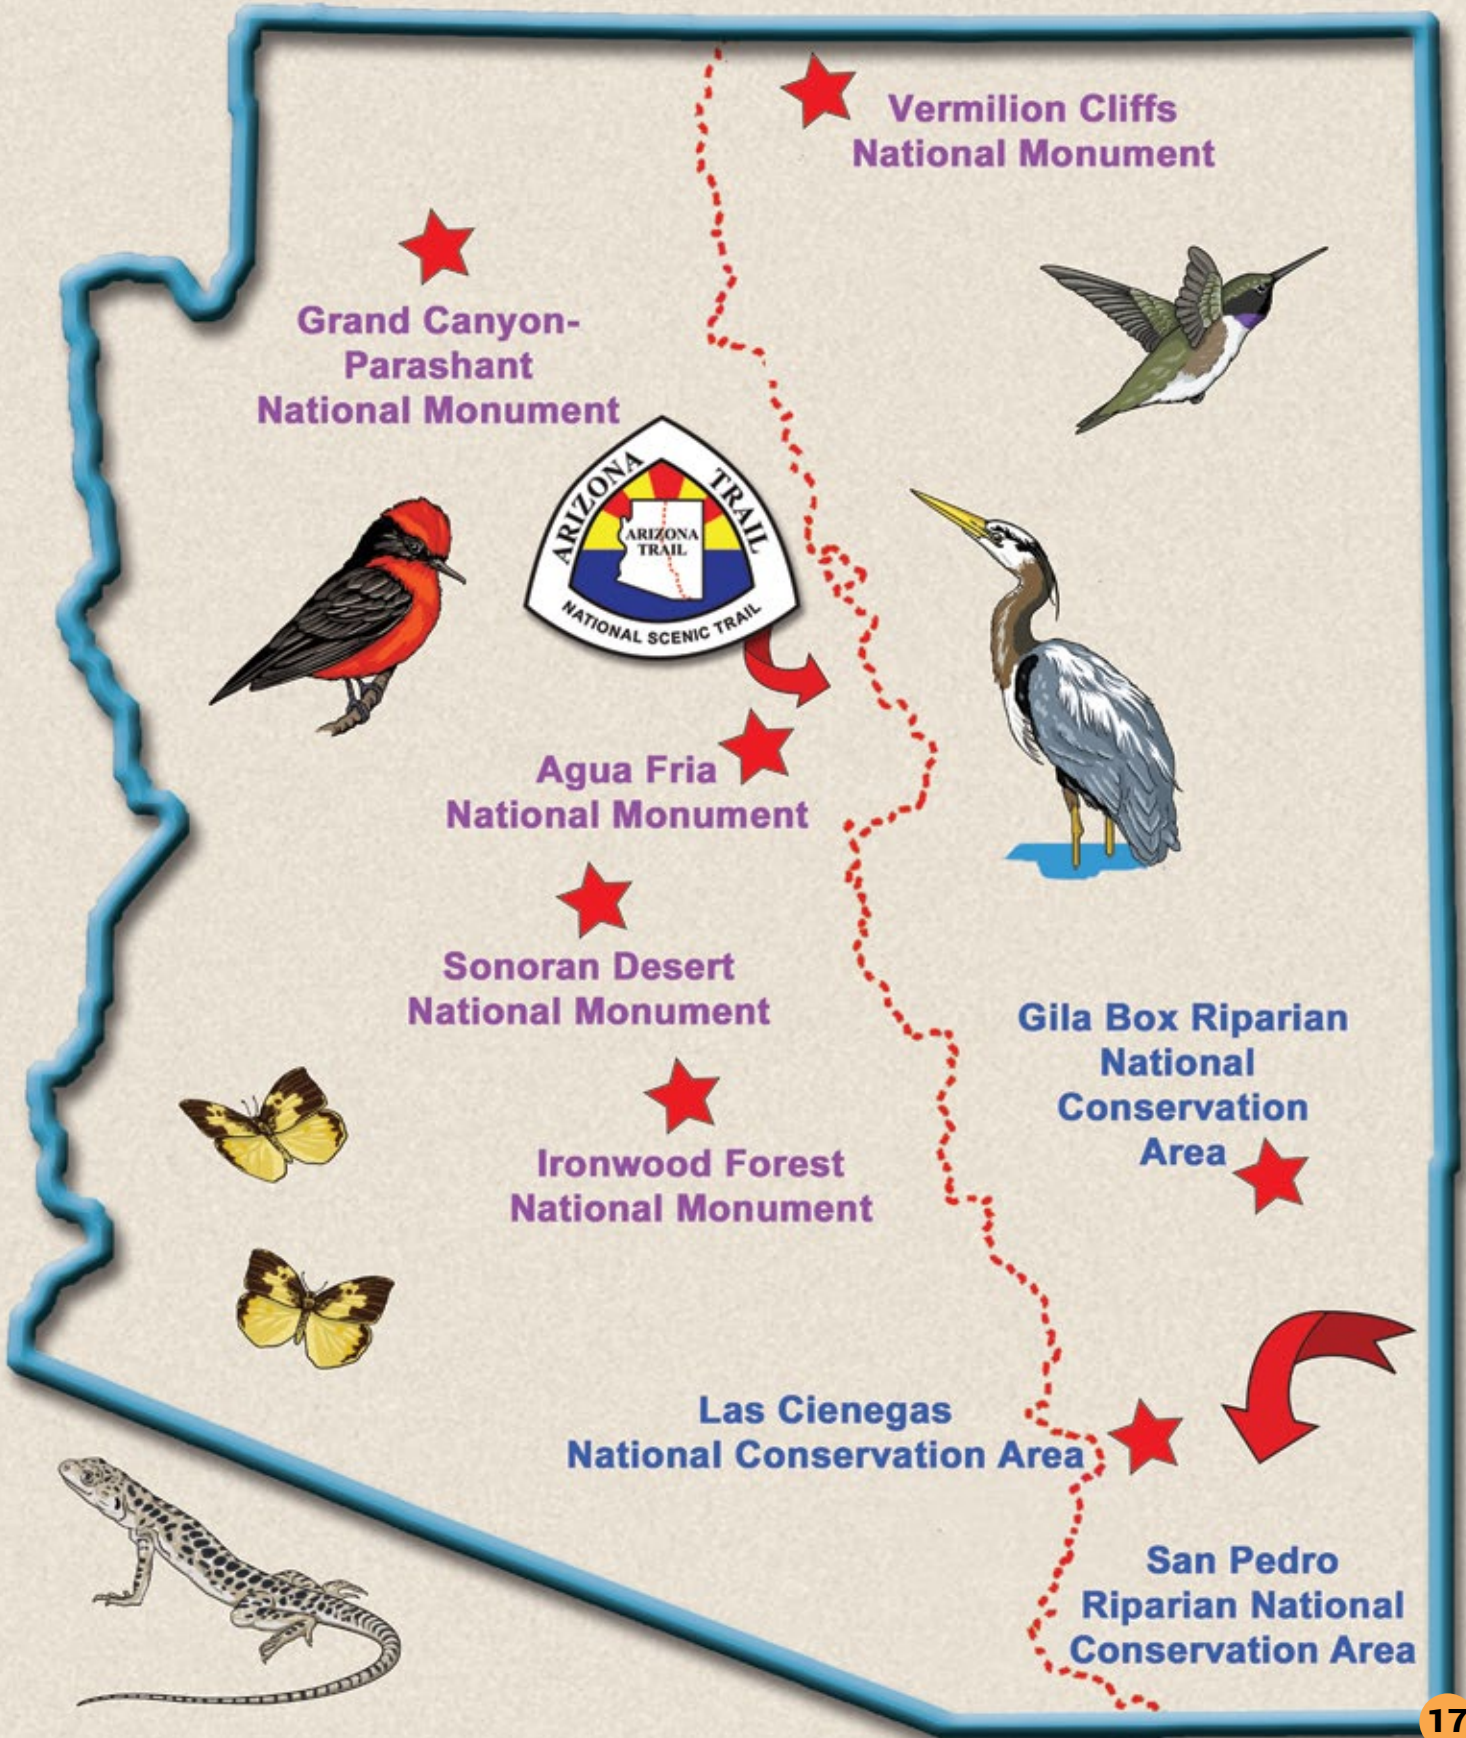 Vermilion Cliffs
National Monument
Grand Canyon-
Parashant
National Monument
ARIZONA TRAIL
ARIZONA
TRAIL
NATIONAL SCENIC TRAIL
Agua Fria
National Monument
Sonoran Desert
National Monument
Gila Box Riparian
National
Conservation
Area
Ironwood Forest
National Monument
Las Cienegas
National Conservation Area
San Pedro
Riparian National
Conservation Area
17